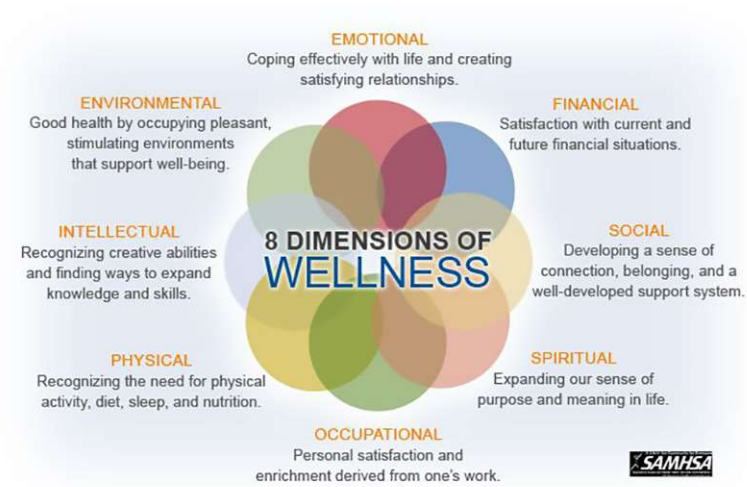 EMOTIONAL
Coping effectively with life and creating
satisfying relationships.
ENVIRONMENTAL
Good health by occupying pleasant,
stimulating environments
that support well-being.
FINANCIAL
Satisfaction with current and
future financial situations.
INTELLECTUAL
Recognizing creative abilities
and finding ways to expand
knowledge and skills.
8 DIMENSIONS OF
WELLNESS
SOCIAL
Developing a sense of
connection, belonging, and a
well-developed support system.
PHYSICAL
Recognizing the need for physical
activity, diet, sleep, and nutrition.
SPIRITUAL
Expanding our sense of
purpose and meaning in life.
OCCUPATIONAL
Personal satisfaction and
enrichment derived from one's work.
SAMHSA